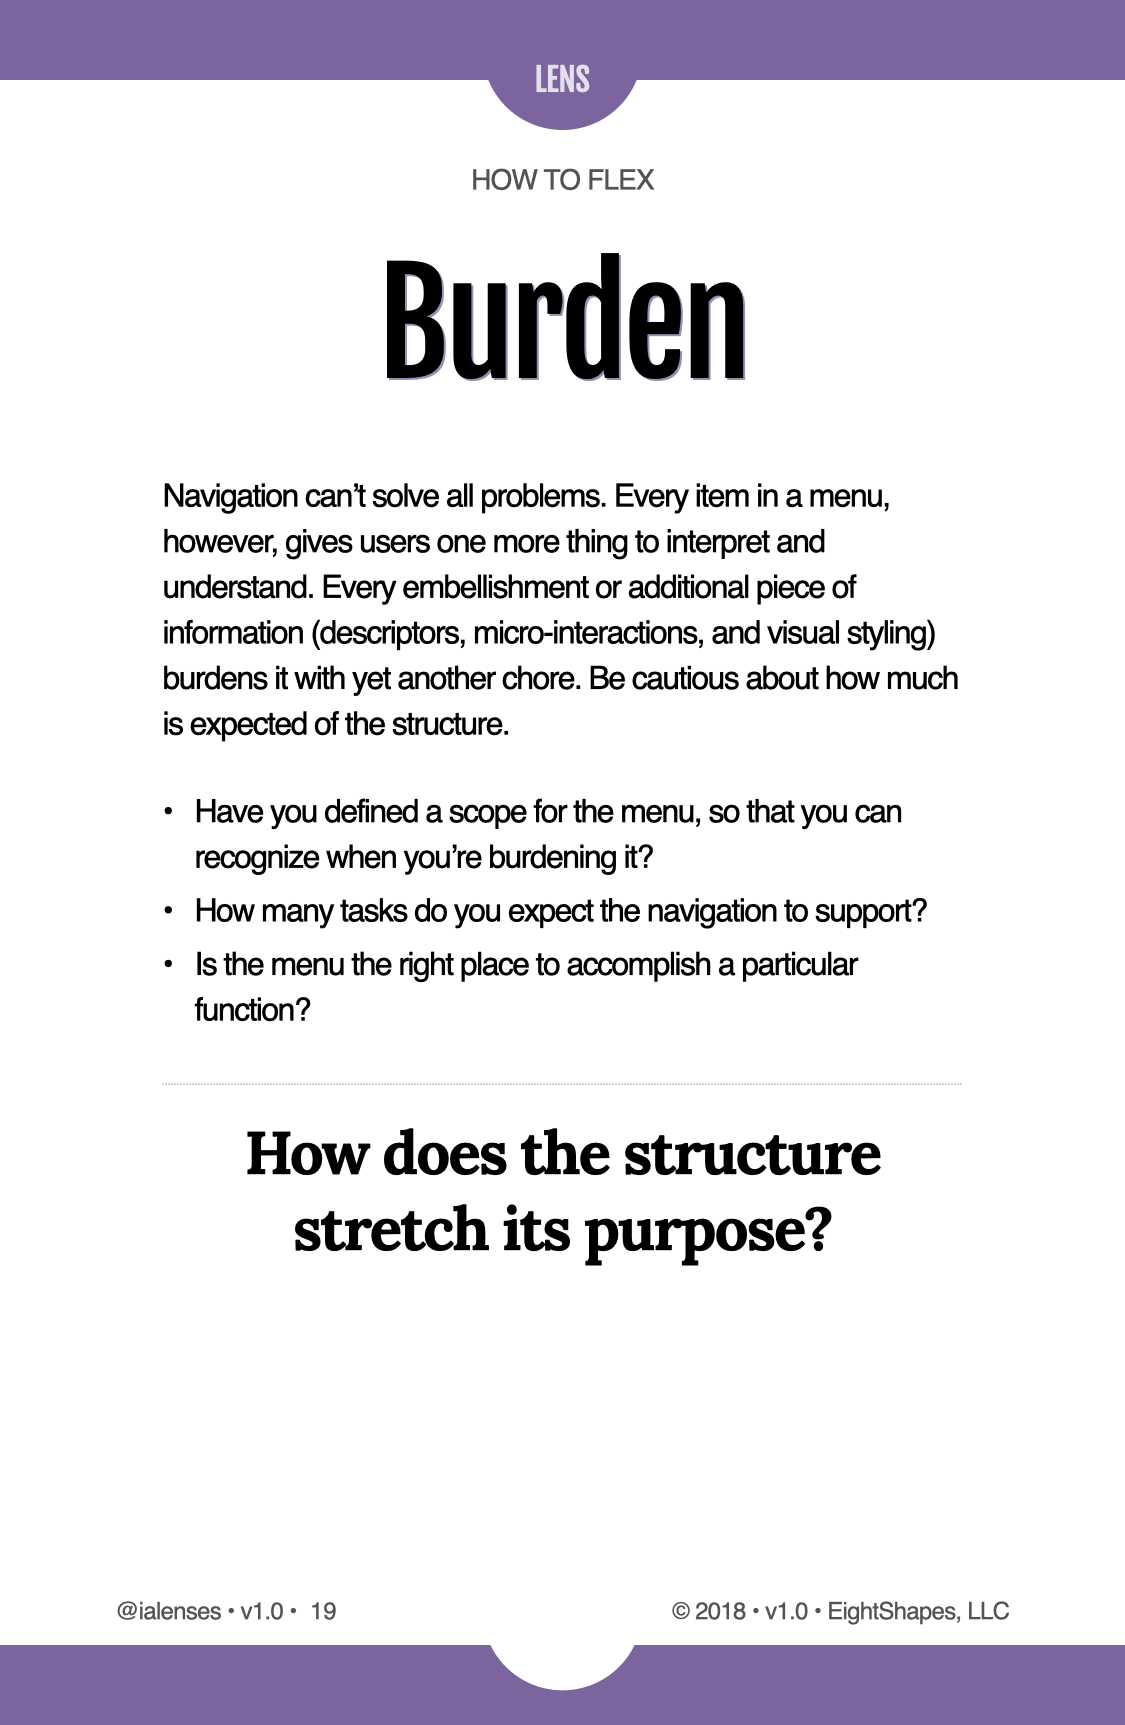 LENS
HOW TO FLEX
Burden
Navigation can’t solve all problems. Every item in a menu,
however, gives users one more thing to interpret and
understand. Every embellishment or additional piece of
information (descriptors, micro-interactions, and visual styling)
burdens it with yet another chore. Be cautious about how much
is expected of the structure.
• Have you defined a scope for the menu, so that you can
recognize when you’re burdening it?
• How many tasks do you expect the navigation to support?
• Is the menu the right place to accomplish a particular
function?
How does the structure
stretch its purpose?
@ialenses • v1.0 • 19
© 2018 • v1.0 • EightShapes, LLC